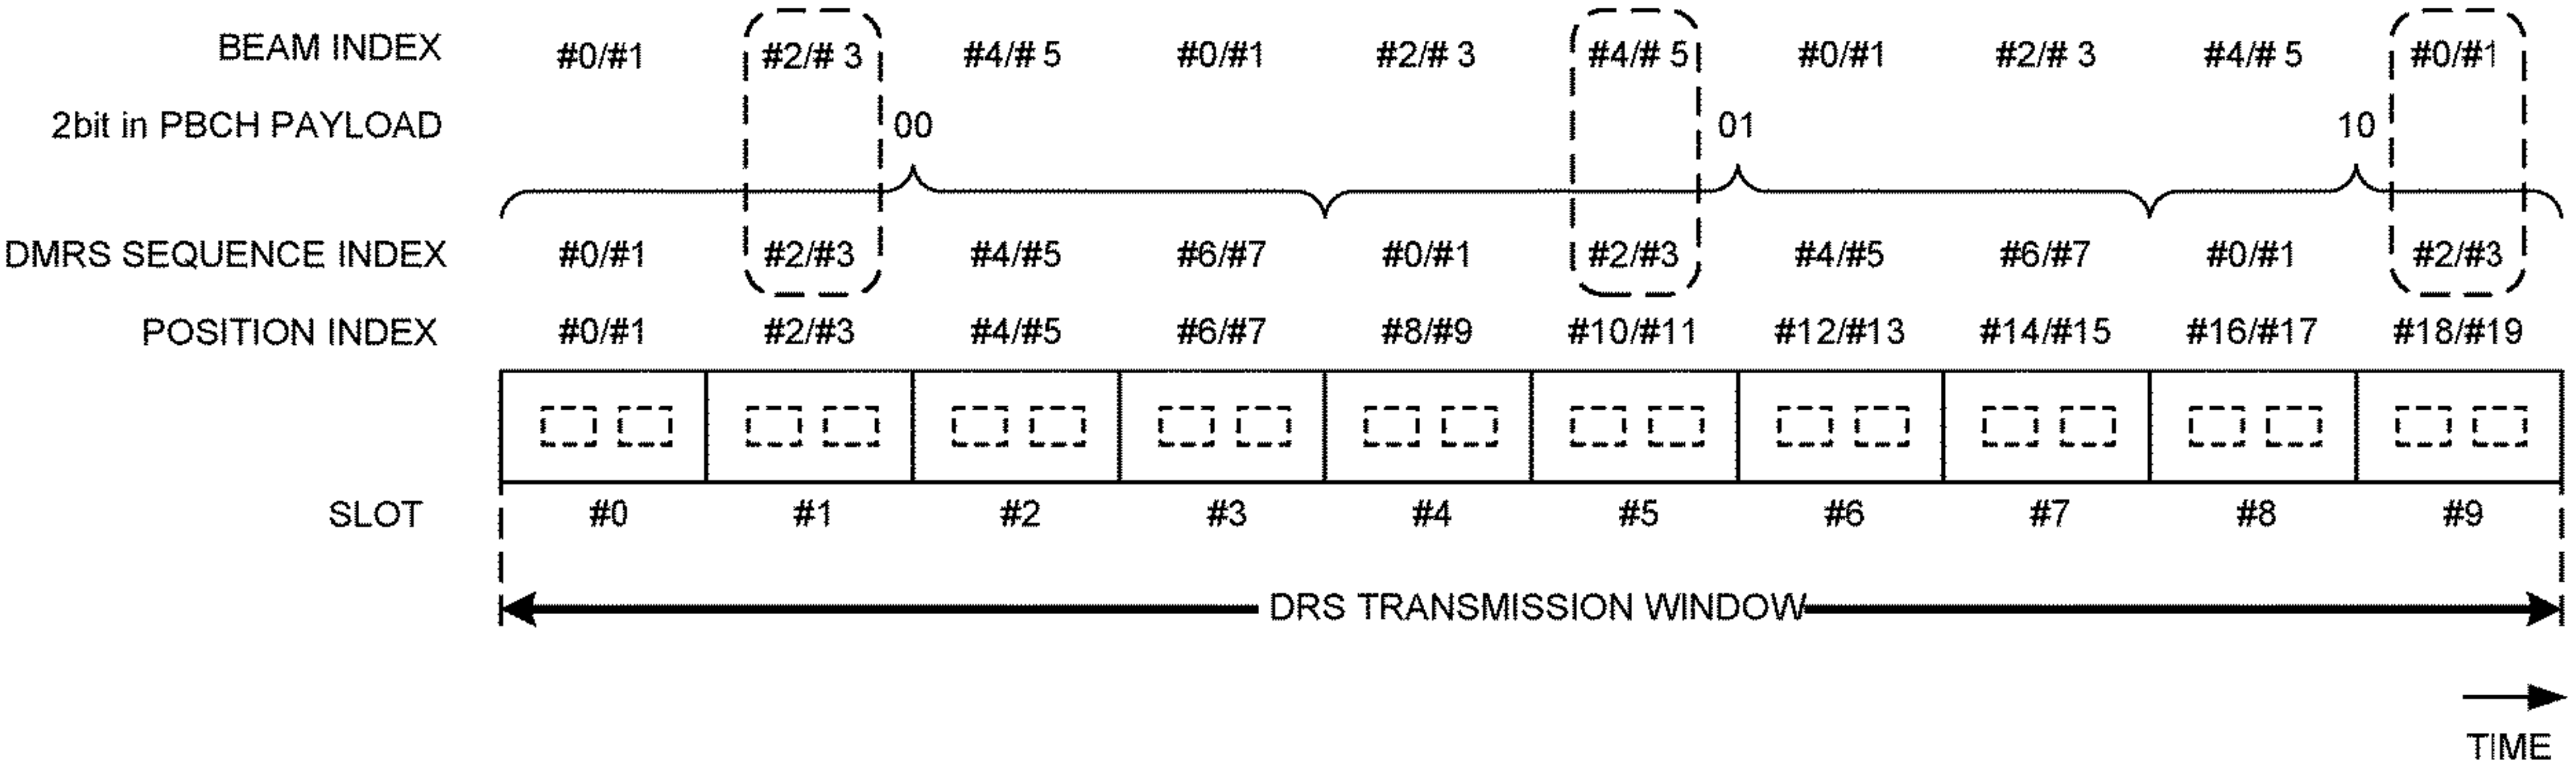 BEAM INDEX #0/#1 #2/# 3 #4/# 5 #0/#1 #2/# 3 #4/# 5 #0/#1 #2/# 3 #4/# 5 #0/#1
2bit in PBCH PAYLOAD 00 01 10
DMRS SEQUENCE INDEX #0/#1 #2/#3 #4/#5 #6/#7 #0/#1 #2/#3 #4/#5 #6/#7 #0/#1 #2/#3
POSITION INDEX #0/#1 #2/#3 #4/#5 #6/#7 #8/#9 #10/#11 #12/#13 #14/#15 #16/#17 #18/#19
SLOT #0 #1 #2 #3 #4 #5 #6 #7 #8 #9
DRS TRANSMISSION WINDOW
TIME